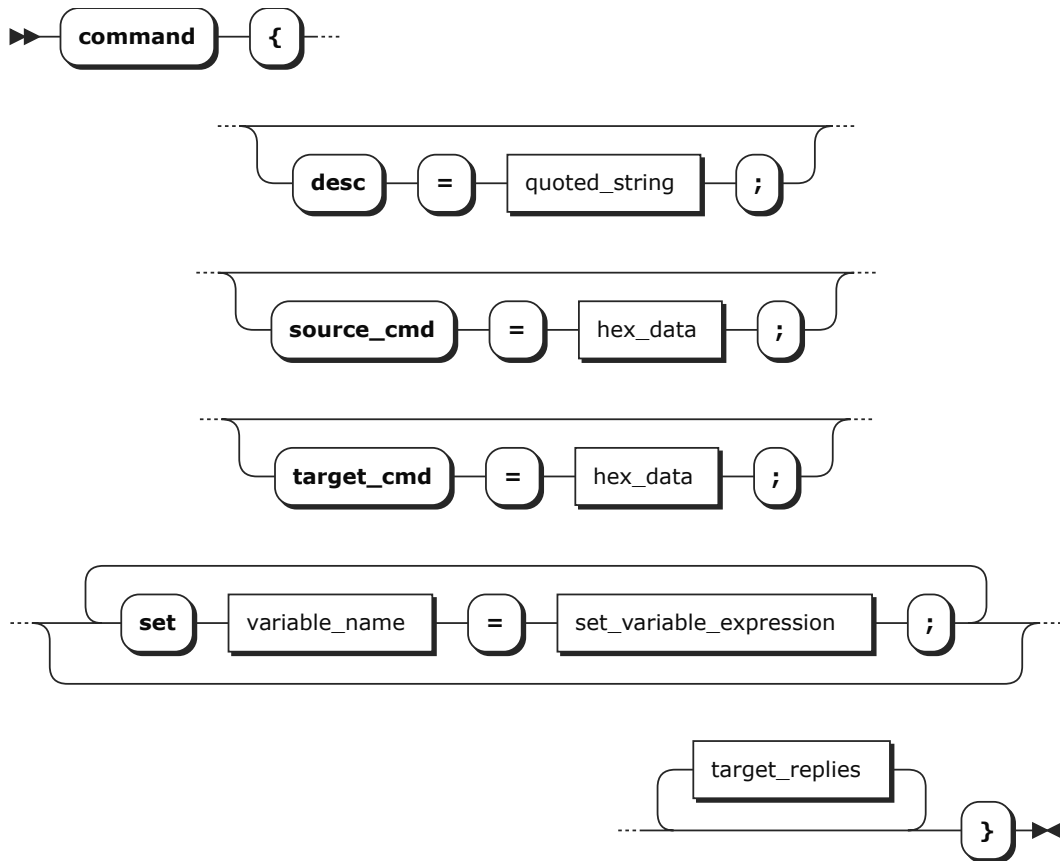 command {
desc = quoted_string ;
source_cmd = hex_data ;
target_cmd = hex_data ;
set variable_name = set_variable_expression ;
target_replies
}